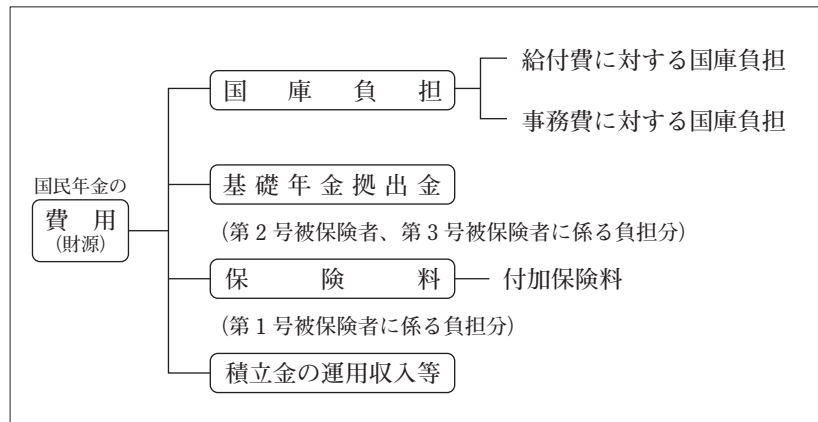 国庫負担
給付費に対する国庫負担
事務費に対する国庫負担
国民年金の
費用
(財源)
基礎年金拠出金
(第2号被保険者、第3号被保険者に係る負担分)
保険料
付加保険料
(第1号被保険者に係る負担分)
積立金の運用収入等